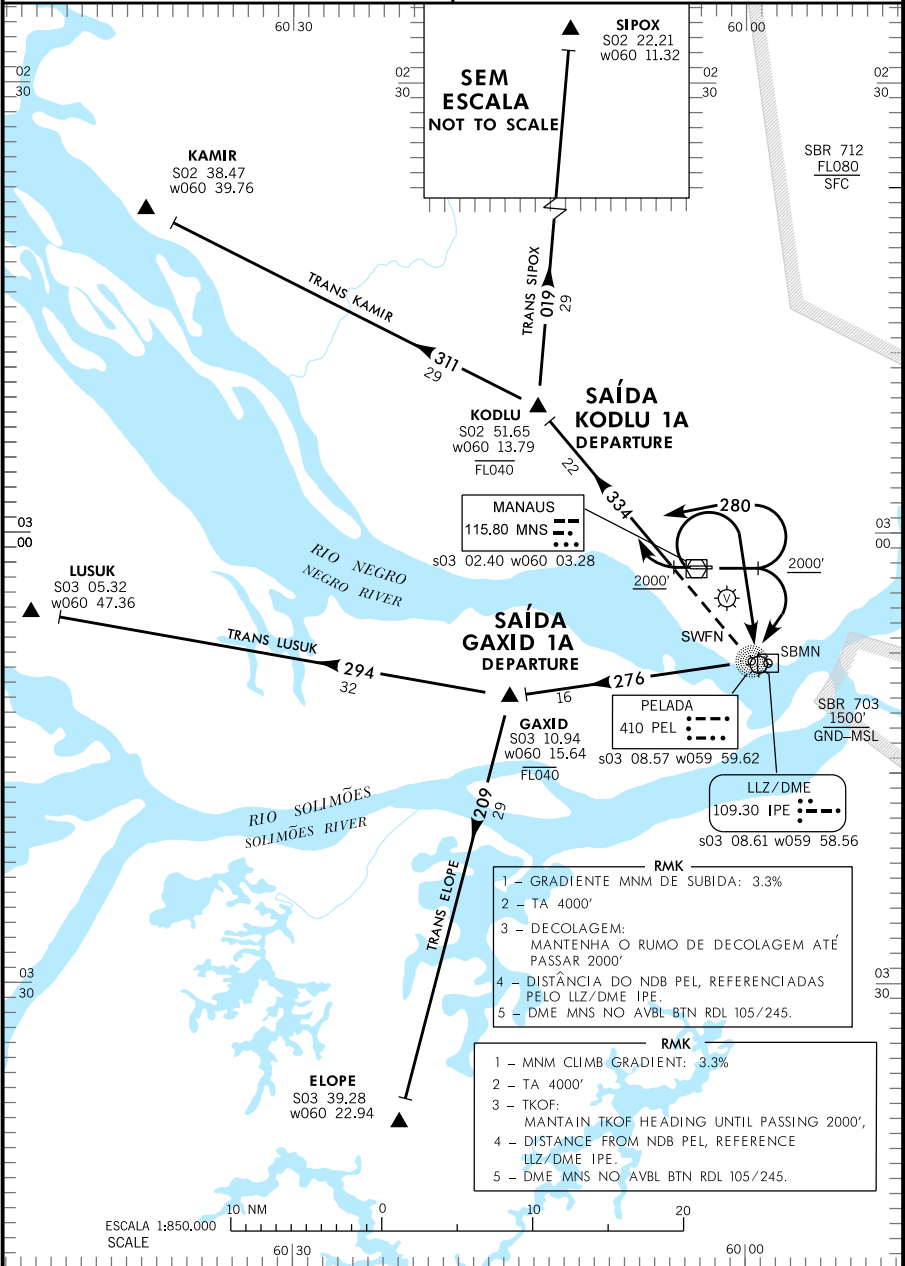 60 30
60 00
SIPOX
S02 22.21
w060 11.32
SEM
ESCALA
NOT TO SCALE
02
30
02
30
02
30
02
30
KAMIR
S02 38.47
w060 39.76
SBR 712
FL080
SFC
TRANS KAMIR
311
29
TRANS SIPOX
019
29
SAÍDA
KODLU 1A
DEPARTURE
KODLU
S02 51.65
w060 13.79
FL040
22
334
280
MANAUS
115.80 MNS
s03 02.40 w060 03.28
2000'
2000'
03
00
03
00
RIO NEGRO
NEGRO RIVER
LUSUK
S03 05.32
w060 47.36
V
SWFN
SBMN
TRANS LUSUK
294
32
SAÍDA
GAXID 1A
DEPARTURE
276
16
GAXID
S03 10.94
w060 15.64
FL040
PELADA
410 PEL
s03 08.57 w059 59.62
SBR 703
1500'
GND-MSL
LLZ/DME
109.30 IPE
s03 08.61 w059 58.56
RIO SOLIMÕES
SOLIMÕES RIVER
209
29
TRANS ELOPE
RMK
1 - GRADIENTE MNM DE SUBIDA: 3.3%
2 - TA 4000'
3 - DECOLAGEM:
MANTENHA O RUMO DE DECOLAGEM ATÉ
PASSAR 2000'
4 - DISTÂNCIA DO NDB PEL, REFERENCIADAS
PELO LLZ/DME IPE.
5 - DME MNS NO AVBL BTN RDL 105/245.
03
30
03
30
RMK
1 - MNM CLIMB GRADIENT: 3.3%
2 - TA 4000'
3 - TKOF:
MANTAIN TKOF HEADING UNTIL PASSING 2000',
4 - DISTANCE FROM NDB PEL, REFERENCE
LLZ/DME IPE.
5 - DME MNS NO AVBL BTN RDL 105/245.
ELOPE
S03 39.28
w060 22.94
10 NM 0 10 20
ESCALA 1:850.000
SCALE
60 30
60 00